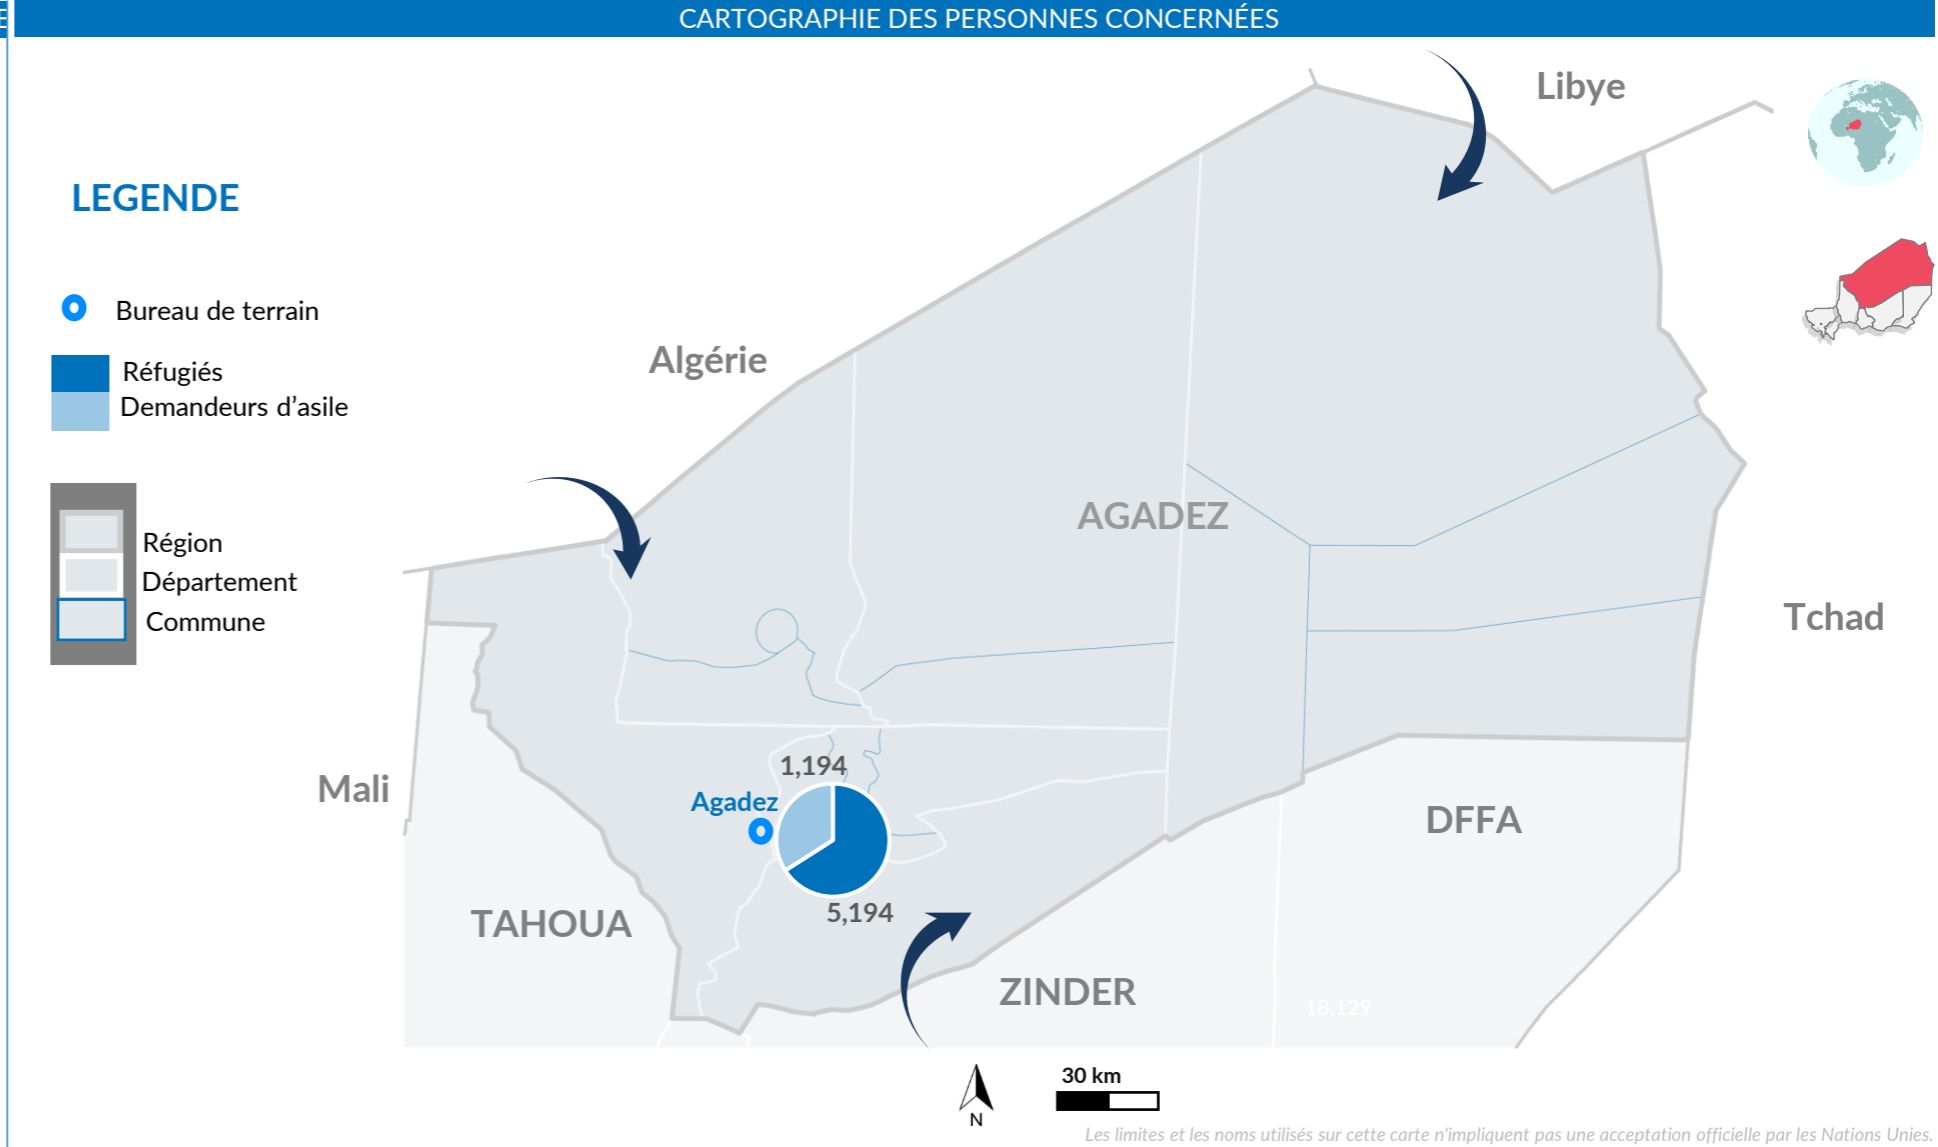 CARTOGRAPHIE DES PERSONNES CONCERNÉES
Libye
LEGENDE
Bureau de terrain
Réfugiés
Demandeurs d’asile
Algérie
AGADEZ
Région
Département
Commune
Tchad
Mali
1,194
Agadez
5,194
DFFA
TAHOUA
ZINDER
18,129
30 km
N
Les limites et les noms utilisés sur cette carte n'impliquent pas une acceptation officielle par les Nations Unies.